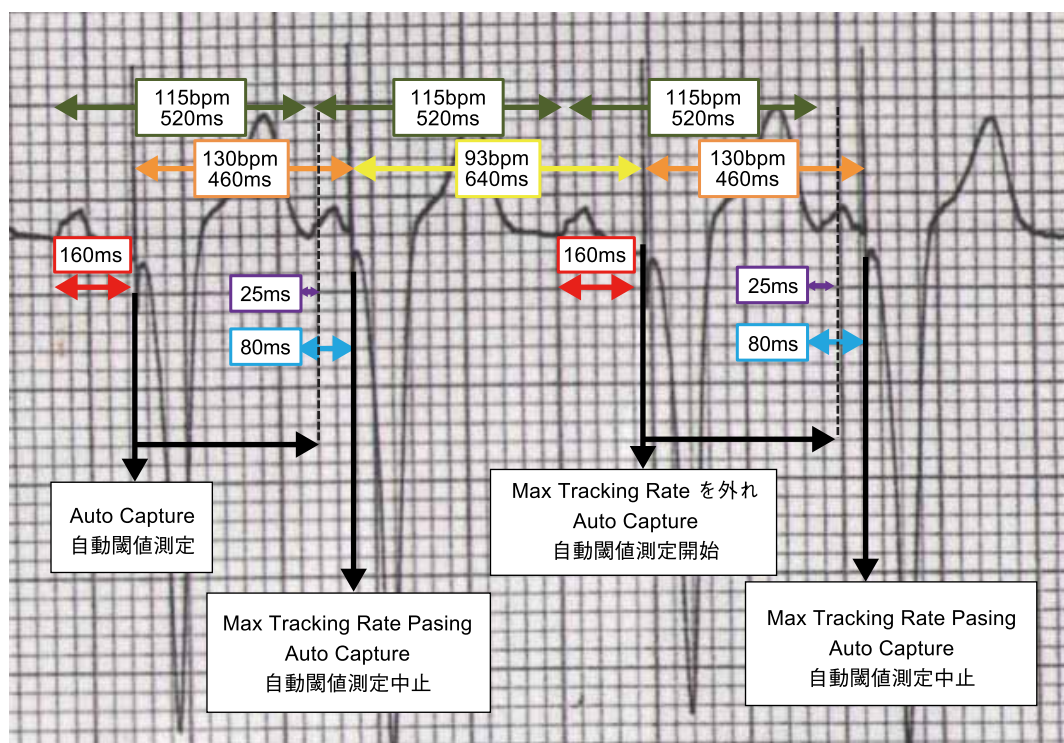 115bpm
520ms
115bpm
520ms
115bpm
520ms
130bpm
460ms
93bpm
640ms
130bpm
460ms
160ms
160ms
25ms
25ms
80ms
80ms
Auto Capture
自動閾値測定
Max Tracking Rate を外れ
Auto Capture
自動閾値測定開始
Max Tracking Rate Pasing
Auto Capture
自動閾値測定中止
Max Tracking Rate Pasing
Auto Capture
自動閾値測定中止